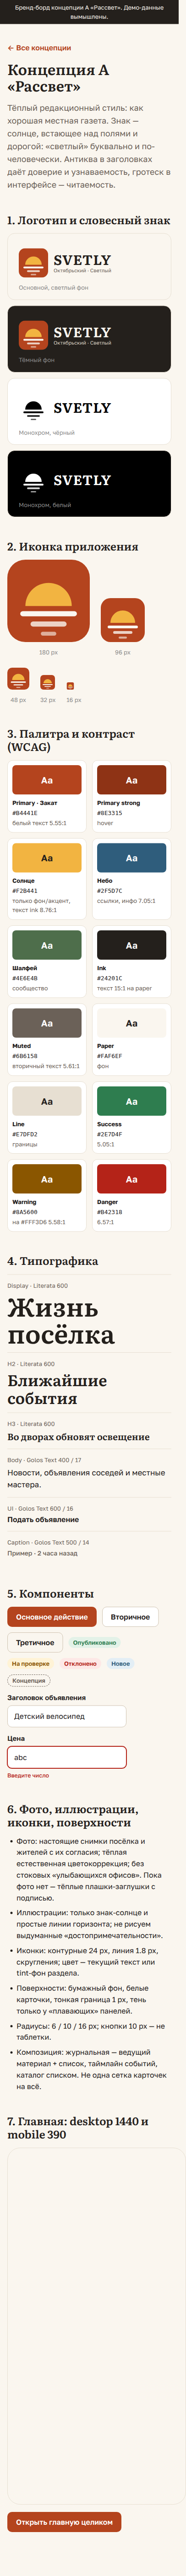 Бренд-борд концепции A «Рассвет». Демо-данные
вымышлены.
← Все концепции
Концепция A
«Рассвет»
Тёплый редакционный стиль: как
хорошая местная газета. Знак —
солнце, встающее над полями и
дорогой: «светлый» буквально и по-
человечески. Антиква в заголовках
даёт доверие и узнаваемость, гротеск в
интерфейсе — читаемость.
1. Логотип и словесный знак
SVETLY
Октябрьский · Светлый
Основной, светлый фон
SVETLY
Октябрьский · Светлый
Тёмный фон
SVETLY
Монохром, чёрный
SVETLY
Монохром, белый
2. Иконка приложения
180 px
96 px
48 px
32 px
16 px
3. Палитра и контраст
(WCAG)
Aa
Primary · Закат
#B4441E
белый текст 5.55:1
Aa
Primary strong
#8E3315
hover
Aa
Солнце
#F2B441
только фон/акцент,
текст ink 8.76:1
Aa
Небо
#2F5D7C
ссылки, инфо 7.05:1
Aa
Шалфей
#4E6E4B
сообщество
Aa
Ink
#24201C
текст 15:1 на paper
Aa
Muted
#6B6158
вторичный текст 5.61:1
Aa
Paper
#FAF6EF
фон
Aa
Line
#E7DFD2
границы
Aa
Success
#2E7D4F
5.05:1
Aa
Warning
#8A5600
на #FFF3D6 5.58:1
Aa
Danger
#B42318
6.57:1
4. Типографика
Display · Literata 600
Жизнь
посёлка
H2 · Literata 600
Ближайшие
события
H3 · Literata 600
Во дворах обновят освещение
Body · Golos Text 400 / 17
Новости, объявления соседей и местные
мастера.
UI · Golos Text 600 / 16
Подать объявление
Caption · Golos Text 500 / 14
Пример · 2 часа назад
5. Компоненты
Основное действие
Вторичное
Третичное
Опубликовано
На проверке
Отклонено
Новое
Концепция
Заголовок объявления
Детский велосипед
Цена
abc
Введите число
6. Фото, иллюстрации,
иконки, поверхности
• Фото: настоящие снимки посёлка и
жителей с их согласия; тёплая
естественная цветокоррекция; без
стоковых «улыбающихся офисов». Пока
фото нет — тёплые плашки-заглушки с
подписью.
• Иллюстрации: только знак-солнце и
простые линии горизонта; не рисуем
выдуманные «достопримечательности».
• Иконки: контурные 24 px, линия 1.8 px,
скругления; цвет — текущий текст или
tint-фон раздела.
• Поверхности: бумажный фон, белые
карточки, тонкая граница 1 px, тень
только у «плавающих» панелей.
• Радиусы: 6 / 10 / 16 px; кнопки 10 px — не
таблетки.
• Композиция: журнальная — ведущий
материал + список, таймлайн событий,
каталог списком. Не одна сетка карточек
на всё.
7. Главная: desktop 1440 и
mobile 390
Открыть главную целиком